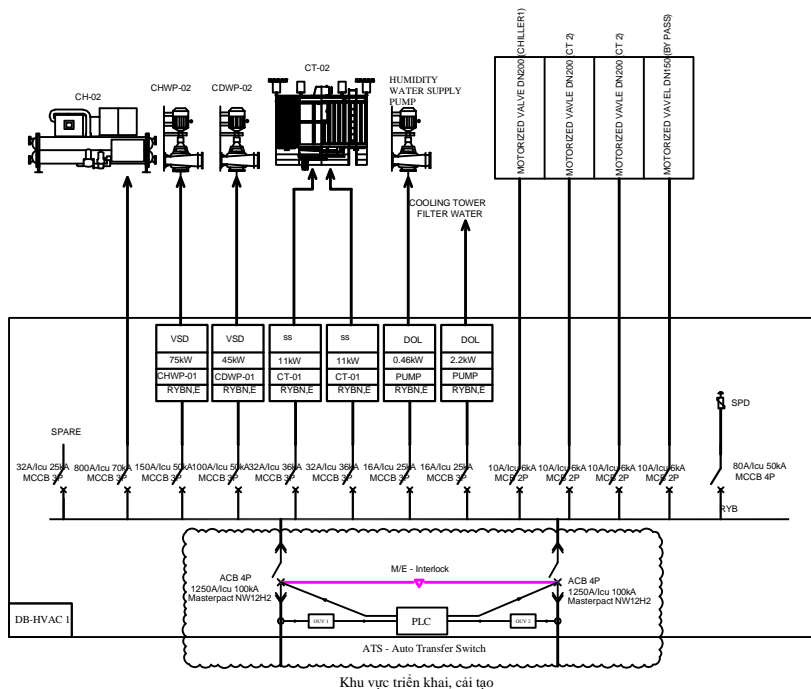 CH-02
CHWP-02
CDWP-02
CT-02
HUMIDITY
WATER SUPPLY
PUMP
COOLING TOWER
FILTER WATER
MOTORIZED VALVE DN200 (CHILLER1)
MOTORIZED VAVLE DN200 (CT 2)
MOTORIZED VAVLE DN200 (CT 2)
MOTORIZED VAVEL DN150 (BY PASS)
VSD
75kW
CHWP-01
RYBN,E
VSD
45kW
CDWP-01
RYBN,E
ss
11kW
CT-01
RYBN,E
ss
11kW
CT-01
RYBN,E
DOL
0.46kW
PUMP
RYBN,E
DOL
2.2kW
PUMP
RYBN,E
SPARE
SPD
32A/Icu 25kA
MCCB 3P
800A/Icu 70kA
MCCB 3P
150A/Icu 50kA
MCCB 3P
100A/Icu 50kA
MCCB 3P
32A/Icu 36kA
MCCB 3P
32A/Icu 36kA
MCCB 3P
16A/Icu 25kA
MCCB 3P
16A/Icu 25kA
MCCB 3P
10A/Icu 6kA
MCB 2P
10A/Icu 6kA
MCB 2P
10A/Icu 6kA
MCB 2P
10A/Icu 6kA
MCB 2P
80A/Icu 50kA
MCCB 4P
RYB
ACB 4P
1250A/Icu 100kA
Masterpact NW12H2
M/E - Interlock
ACB 4P
1250A/Icu 100kA
Masterpact NW12H2
OUV 1
PLC
OUV 2
DB-HVAC 1
ATS - Auto Transfer Switch
Khu vực triển khai, cải tạo